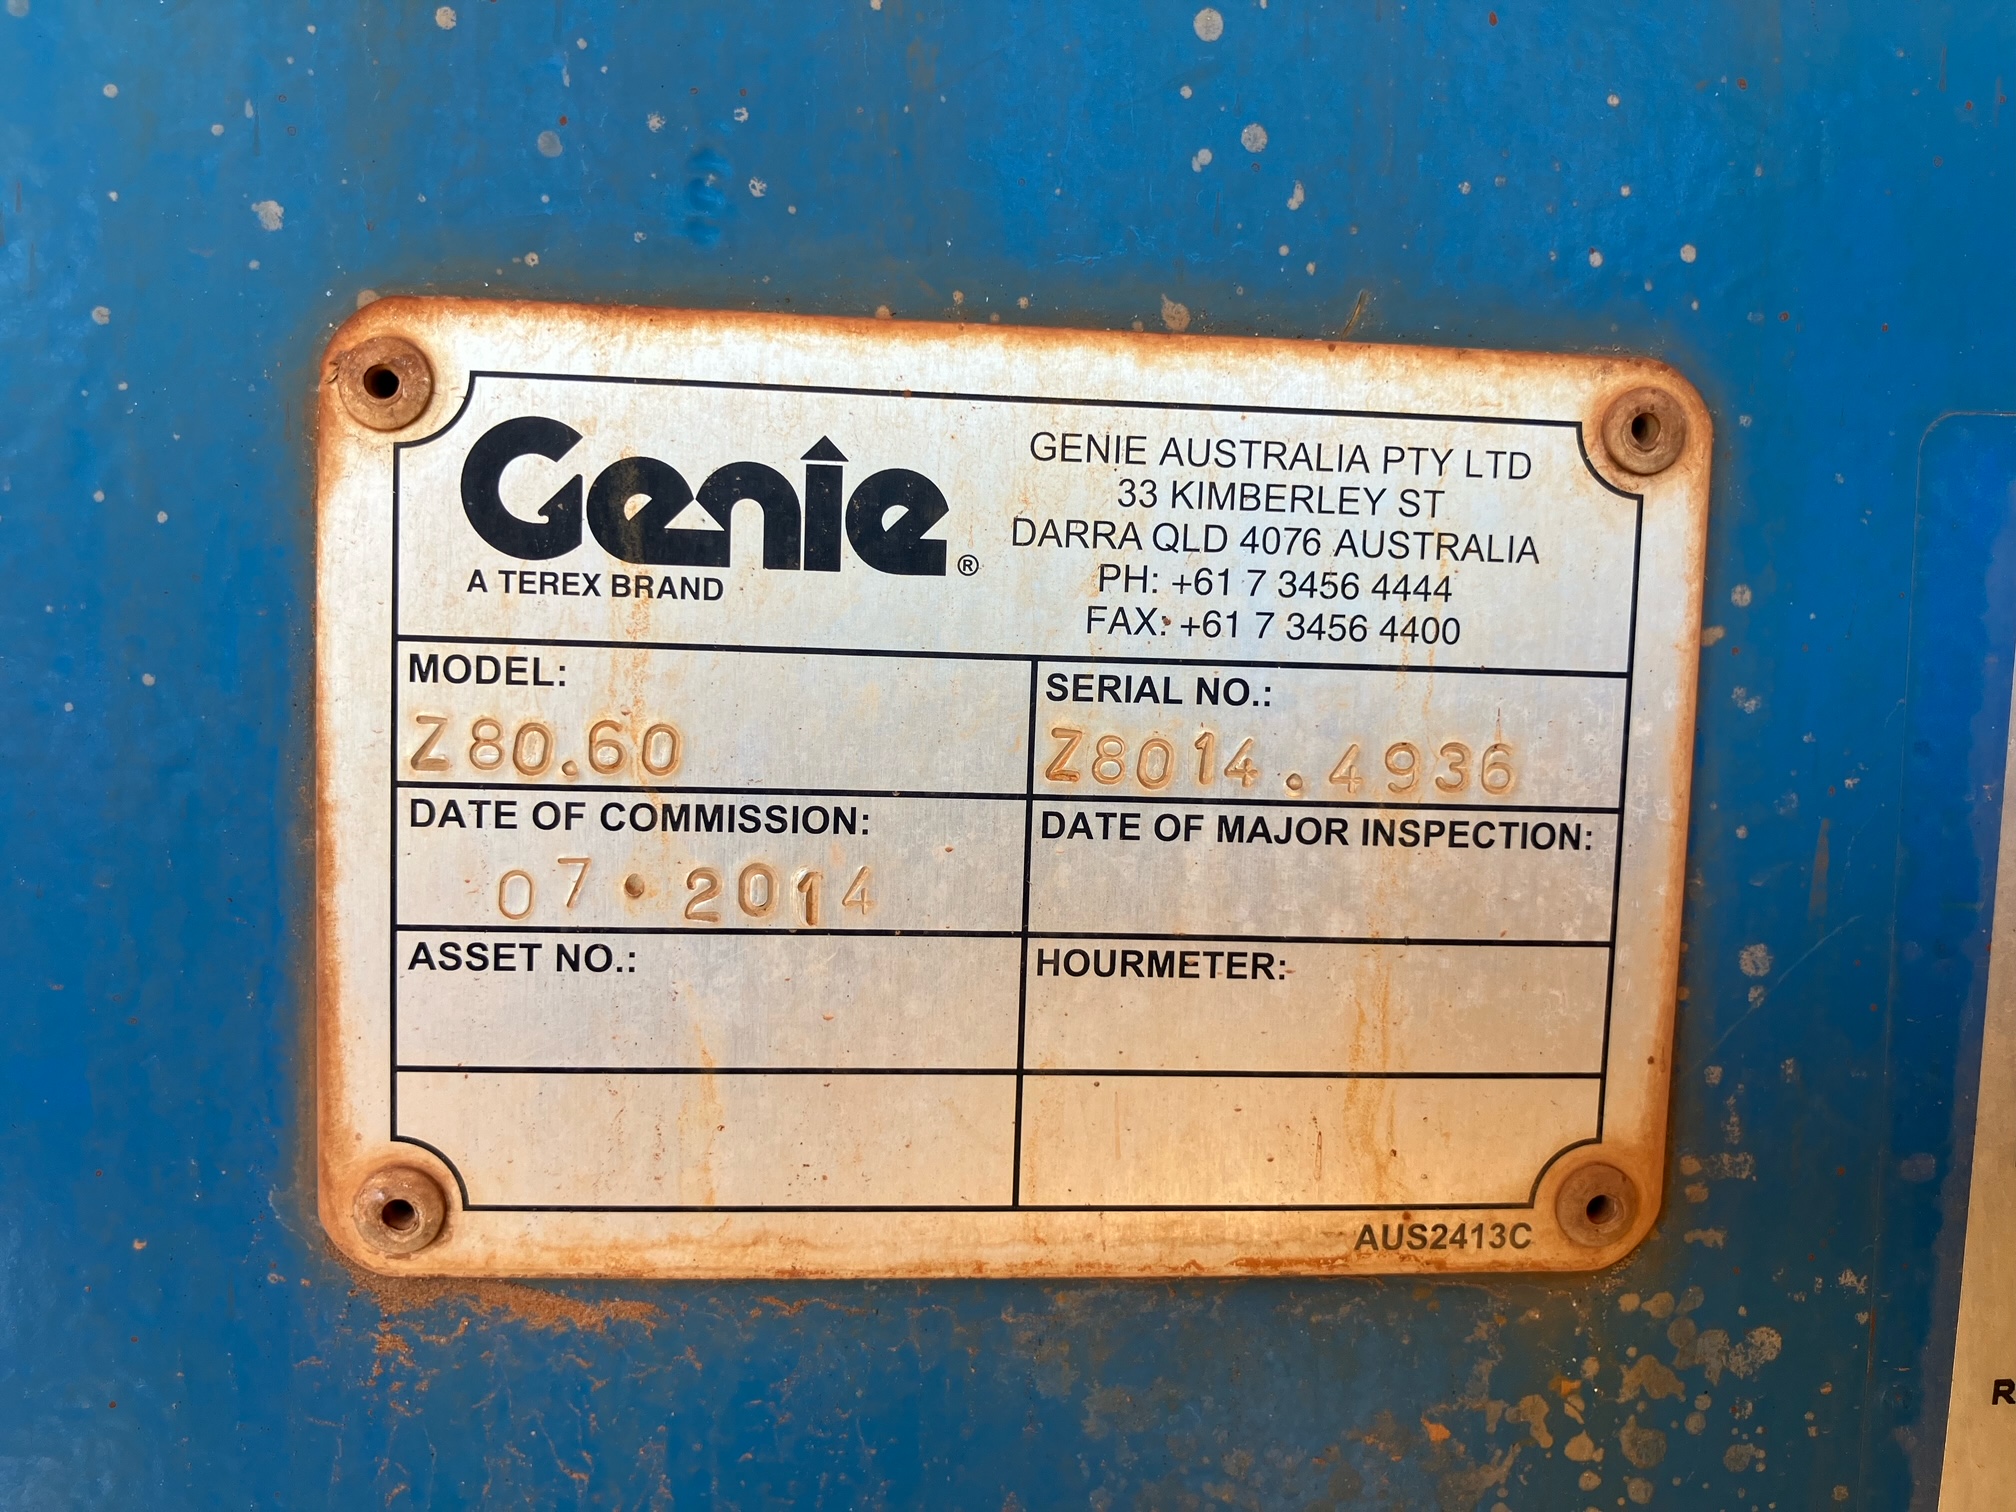 Genie®
A TEREX BRAND
GENIE AUSTRALIA PTY LTD
33 KIMBERLEY ST
DARRA QLD 4076 AUSTRALIA
PH: +61 7 3456 4444
FAX: +61 7 3456 4400
MODEL:
Z80.60
SERIAL NO.:
Z8014.4936
DATE OF COMMISSION:
07.2014
DATE OF MAJOR INSPECTION:
ASSET NO.:
HOURMETER:
AUS2413C
R